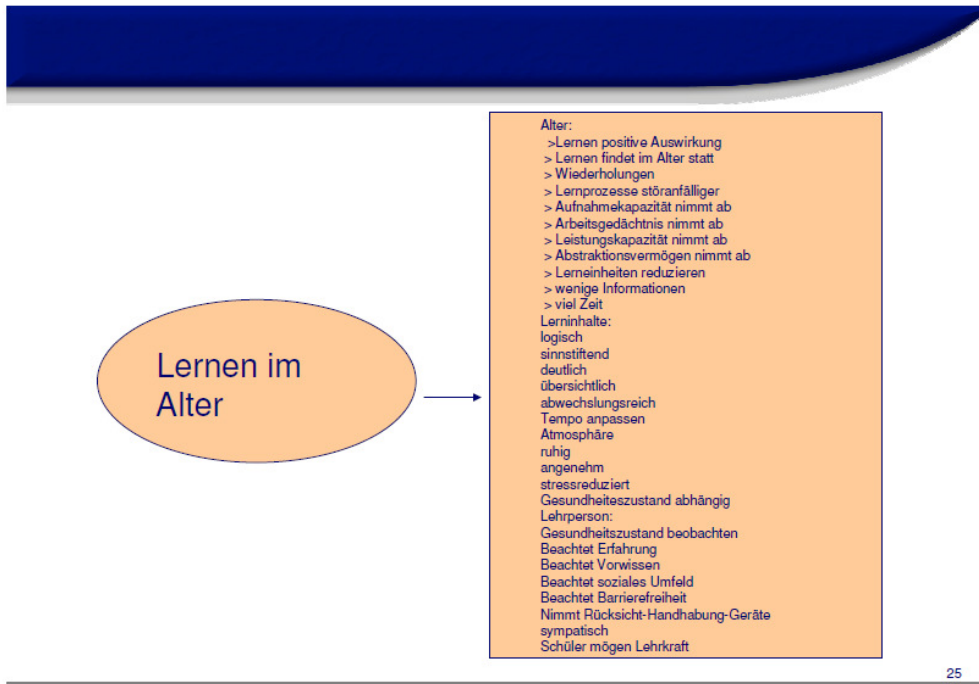 Lernen im
Alter
Alter:
>Lernen positive Auswirkung
> Lernen findet im Alter statt
> Wiederholungen
> Lernprozesse störanfälliger
> Aufnahmekapazität nimmt ab
> Arbeitsgedächtnis nimmt ab
> Leistungskapazität nimmt ab
> Abstraktionsvermögen nimmt ab
> Lerneinheiten reduzieren
> wenige Informationen
> viel Zeit
Lerninhalte:
logisch
sinnstiftend
deutlich
übersichtlich
abwechslungsreich
Tempo anpassen
Atmosphäre
ruhig
angenehm
stressreduziert
Gesundheiteszustand abhängig
Lehrperson:
Gesundheitszustand beobachten
Beachtet Erfahrung
Beachtet Vorwissen
Beachtet soziales Umfeld
Beachtet Barrierefreiheit
Nimmt Rücksicht-Handhabung-Geräte
sympatisch
Schüler mögen Lehrkraft
25